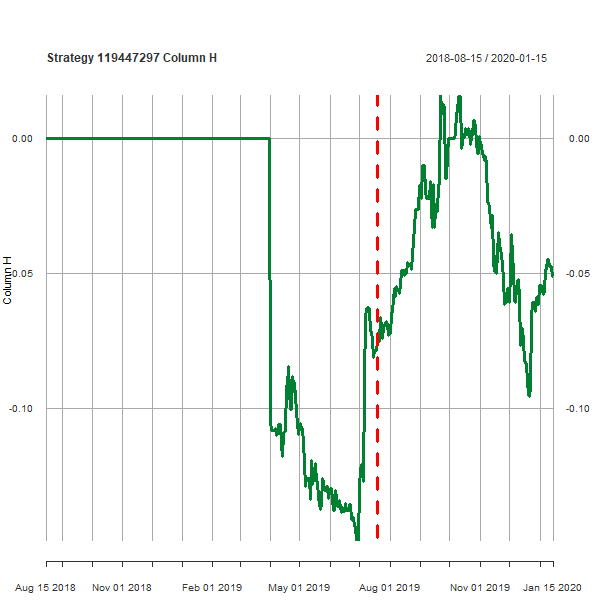 Strategy 119447297 Column H
2018-08-15 / 2020-01-15
0.00 0.00
-0.05 -0.05
-0.10 -0.10
Column H
Aug 15 2018 Nov 01 2018 Feb 01 2019 May 01 2019 Aug 01 2019 Nov 01 2019 Jan 15 2020